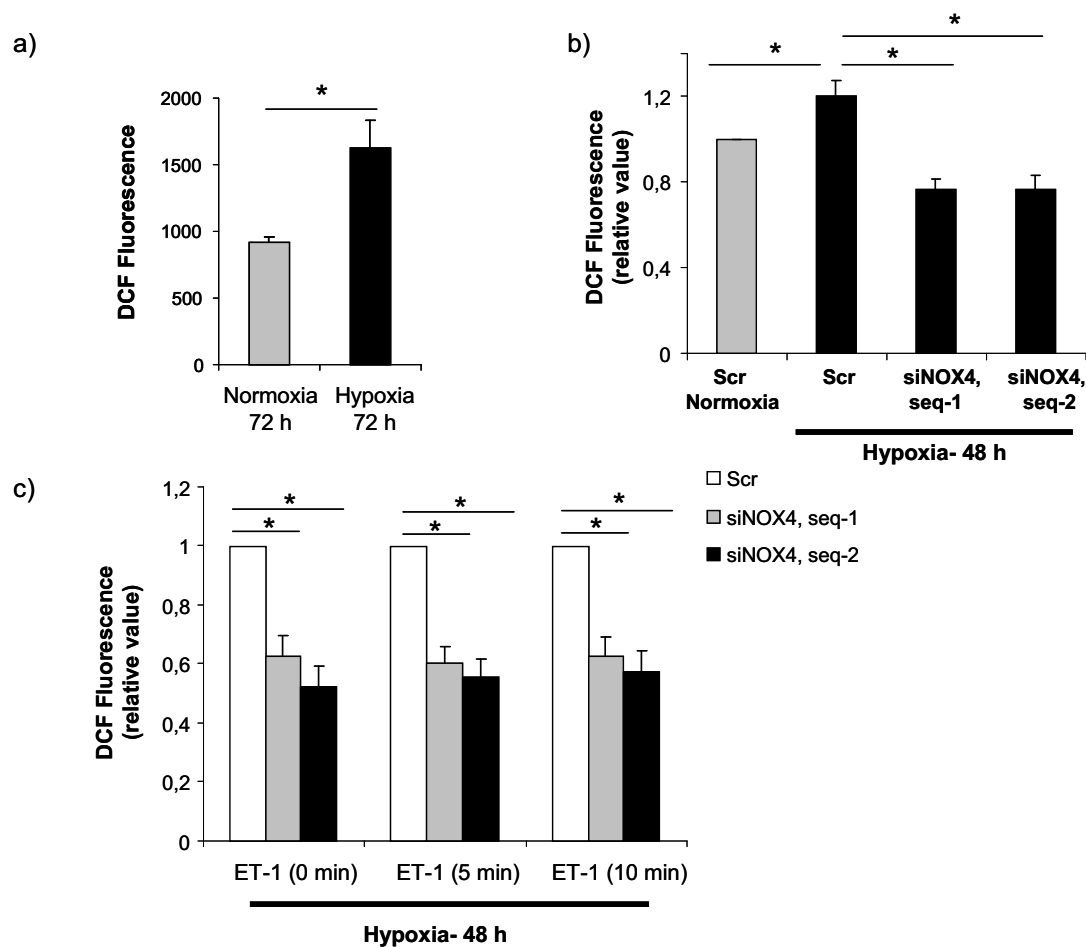 a)
*
2000
1500
1000
500
0
DCF Fluorescence
Normoxia
72 h
Hypoxia
72 h
b)
*
*
*
1,2
0,8
0,4
0
DCF Fluorescence
(relative value)
Scr
Normoxia
Scr
siNOX4,
seq-1
siNOX4,
seq-2
Hypoxia- 48 h
c)
Scr
siNOX4, seq-1
siNOX4, seq-2
1,2
1
0,8
0,6
0,4
0,2
0
DCF Fluorescence
(relative value)
*
*
*
*
*
*
ET-1 (0 min)
ET-1 (5 min)
ET-1 (10 min)
Hypoxia- 48 h